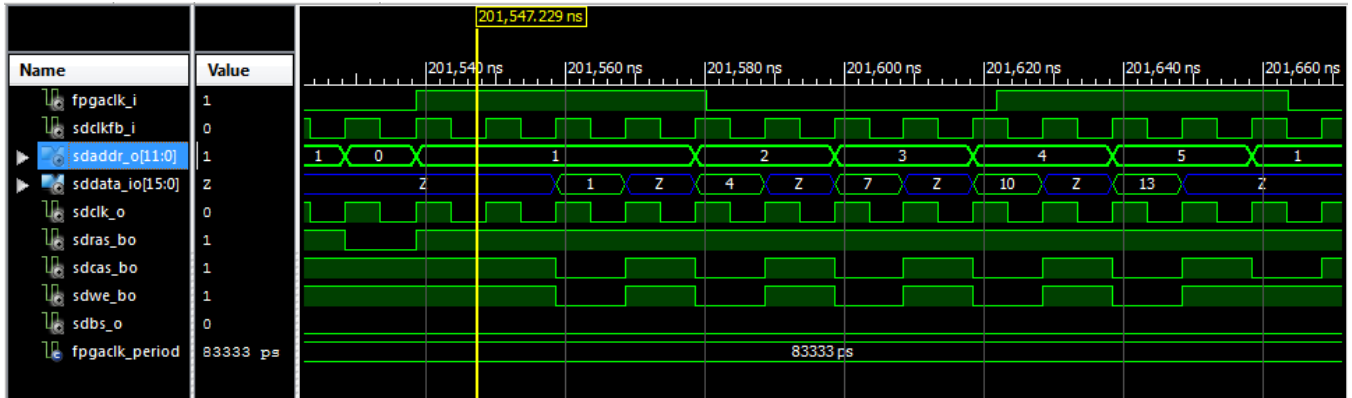 201,547.229 ns
Name Value 201,540 ns 201,560 ns 201,580 ns 201,600 ns 201,620 ns 201,640 ns 201,660 ns
fpgaclk_i 1
sdclkfb_i 0
sdaddr_o[11:0] 1 1 0 1 2 3 4 5 1
sddata_io[15:0] Z Z 1 Z 4 Z 7 Z 10 Z 13 Z
sdclk_o 0
sdras_bo 1
sdcas_bo 1
sdwe_bo 1
sdbs_o 0
fpgaclk_period 83333 ps 83333 ps